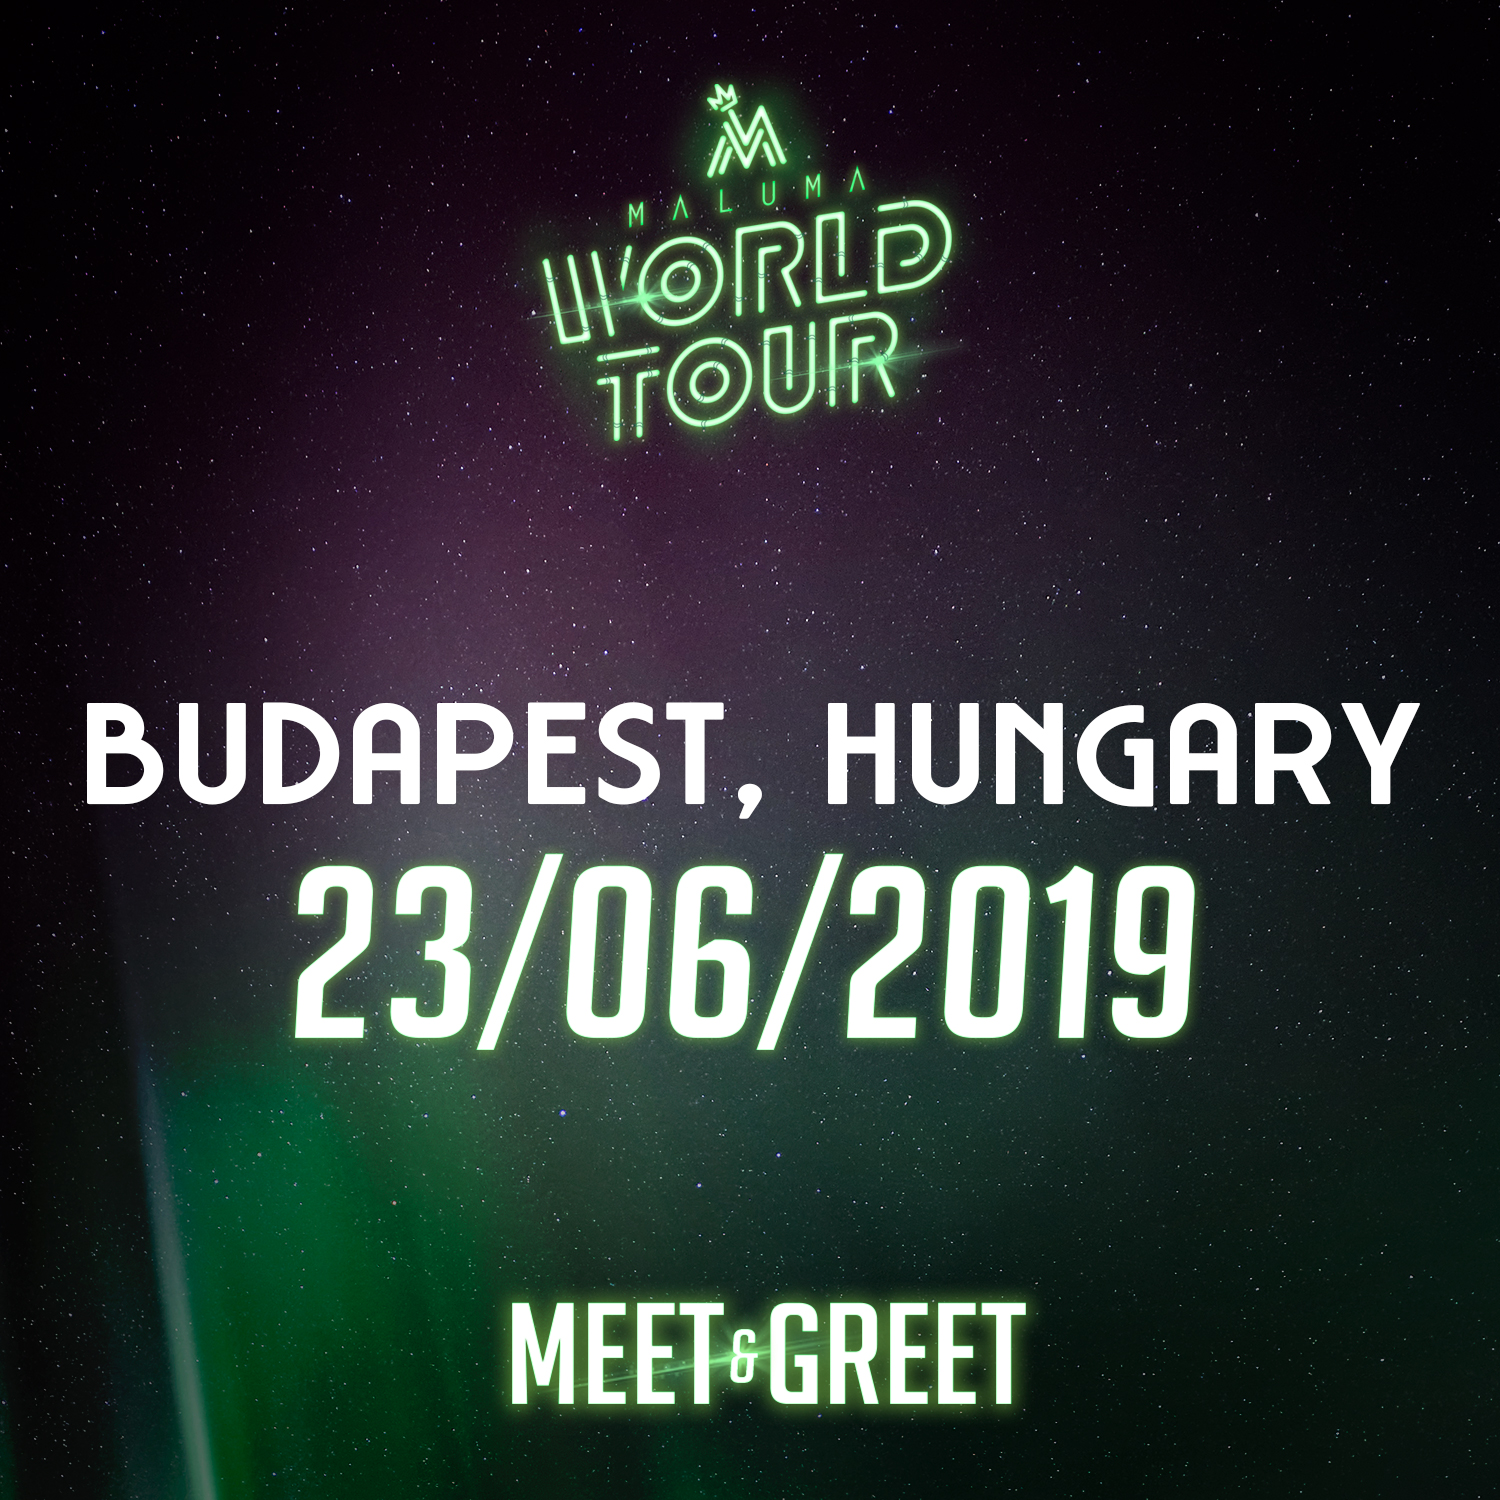 M
MALUMA
WORLD
TOUR
BUDAPEST, HUNGARY
23/06/2019
MEET & GREET